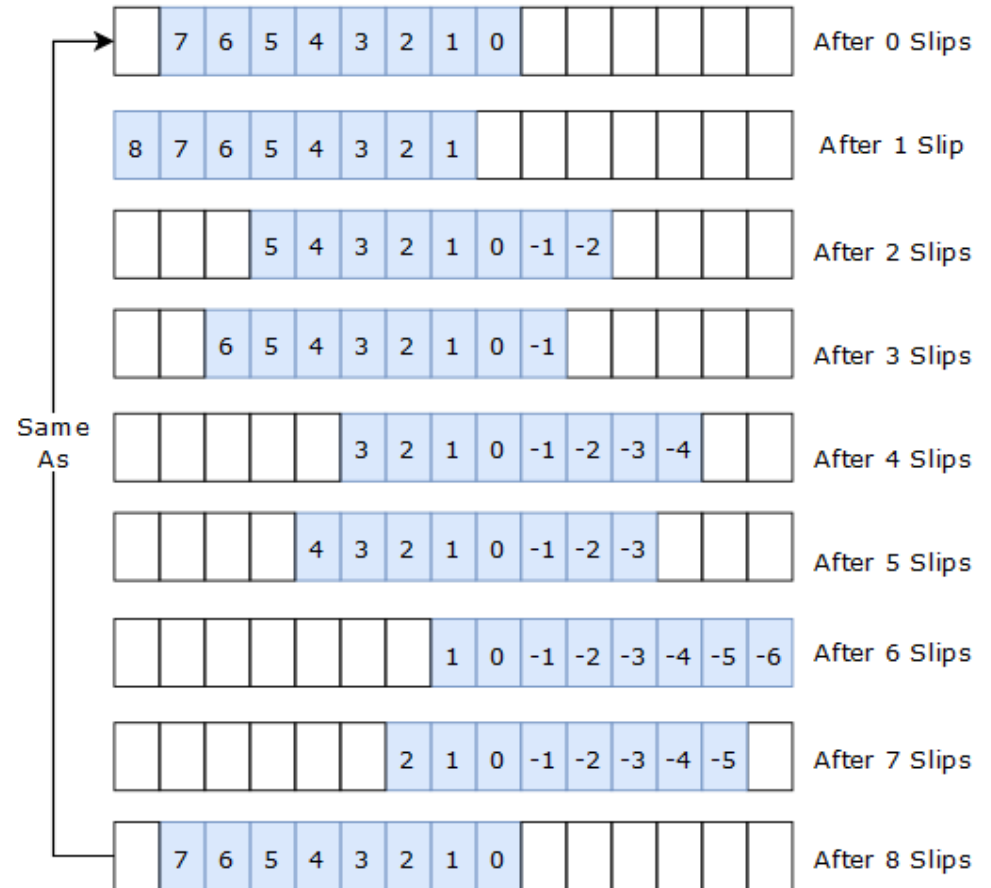 7 6 5 4 3 2 1 0 After 0 Slips
8 7 6 5 4 3 2 1 After 1 Slip
5 4 3 2 1 0 -1 -2 After 2 Slips
6 5 4 3 2 1 0 -1 After 3 Slips
Same
As
3 2 1 0 -1 -2 -3 -4 After 4 Slips
4 3 2 1 0 -1 -2 -3 After 5 Slips
1 0 -1 -2 -3 -4 -5 -6 After 6 Slips
2 1 0 -1 -2 -3 -4 -5 After 7 Slips
7 6 5 4 3 2 1 0 After 8 Slips